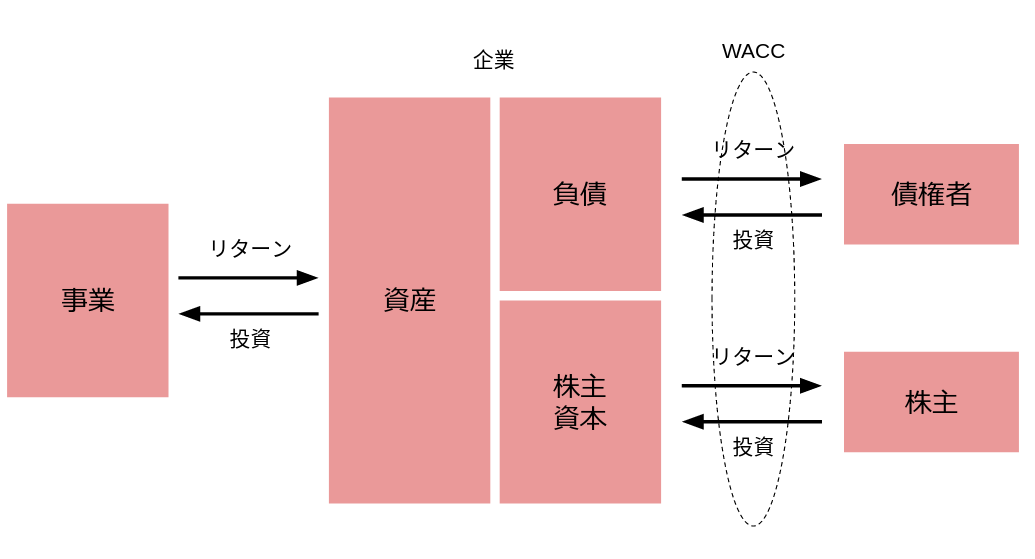 企業
WACC
リターン
負債
債権者
投資
リターン
事業
資産
投資
リターン
株主
資本
株主
投資